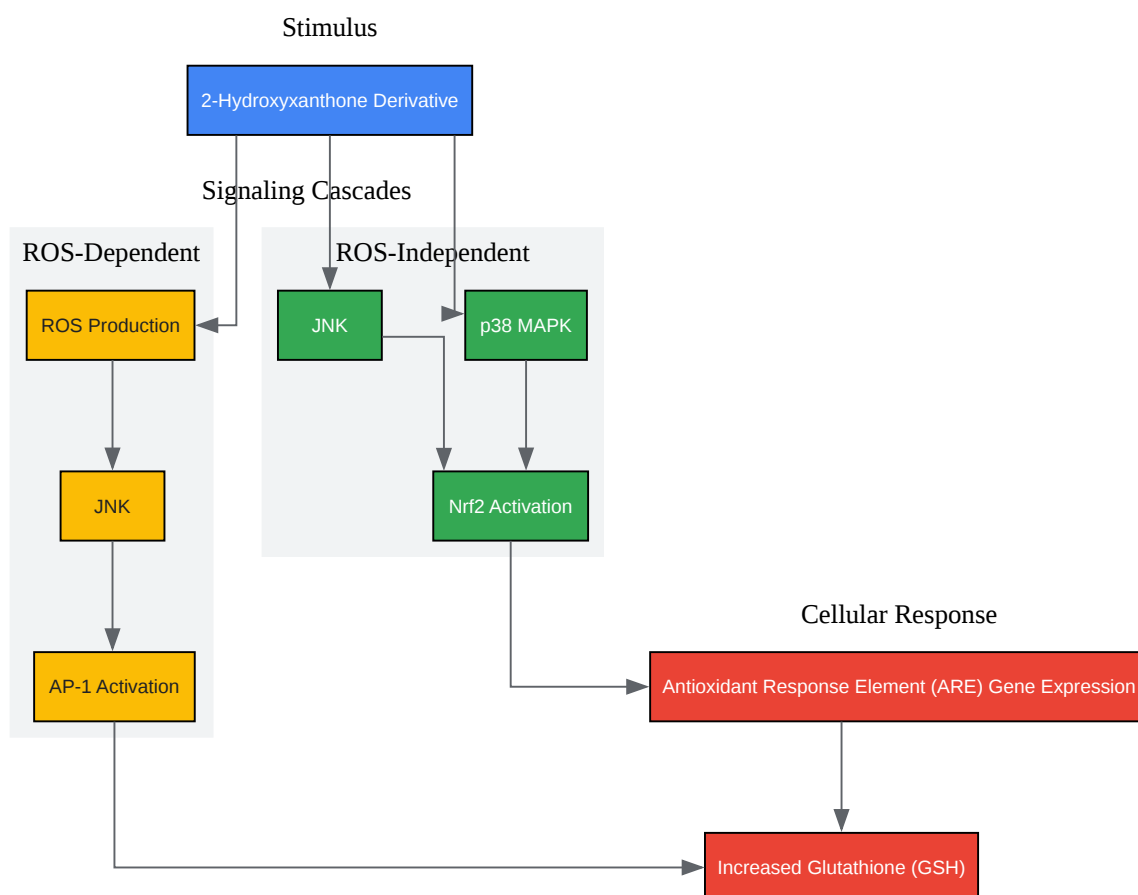 Stimulus
2-Hydroxyxanthone Derivative
Signaling Cascades
ROS-Dependent
ROS-Independent
ROS Production
JNK
p38 MAPK
JNK
Nrf2 Activation
Cellular Response
AP-1 Activation
Antioxidant Response Element (ARE) Gene Expression
Increased Glutathione (GSH)